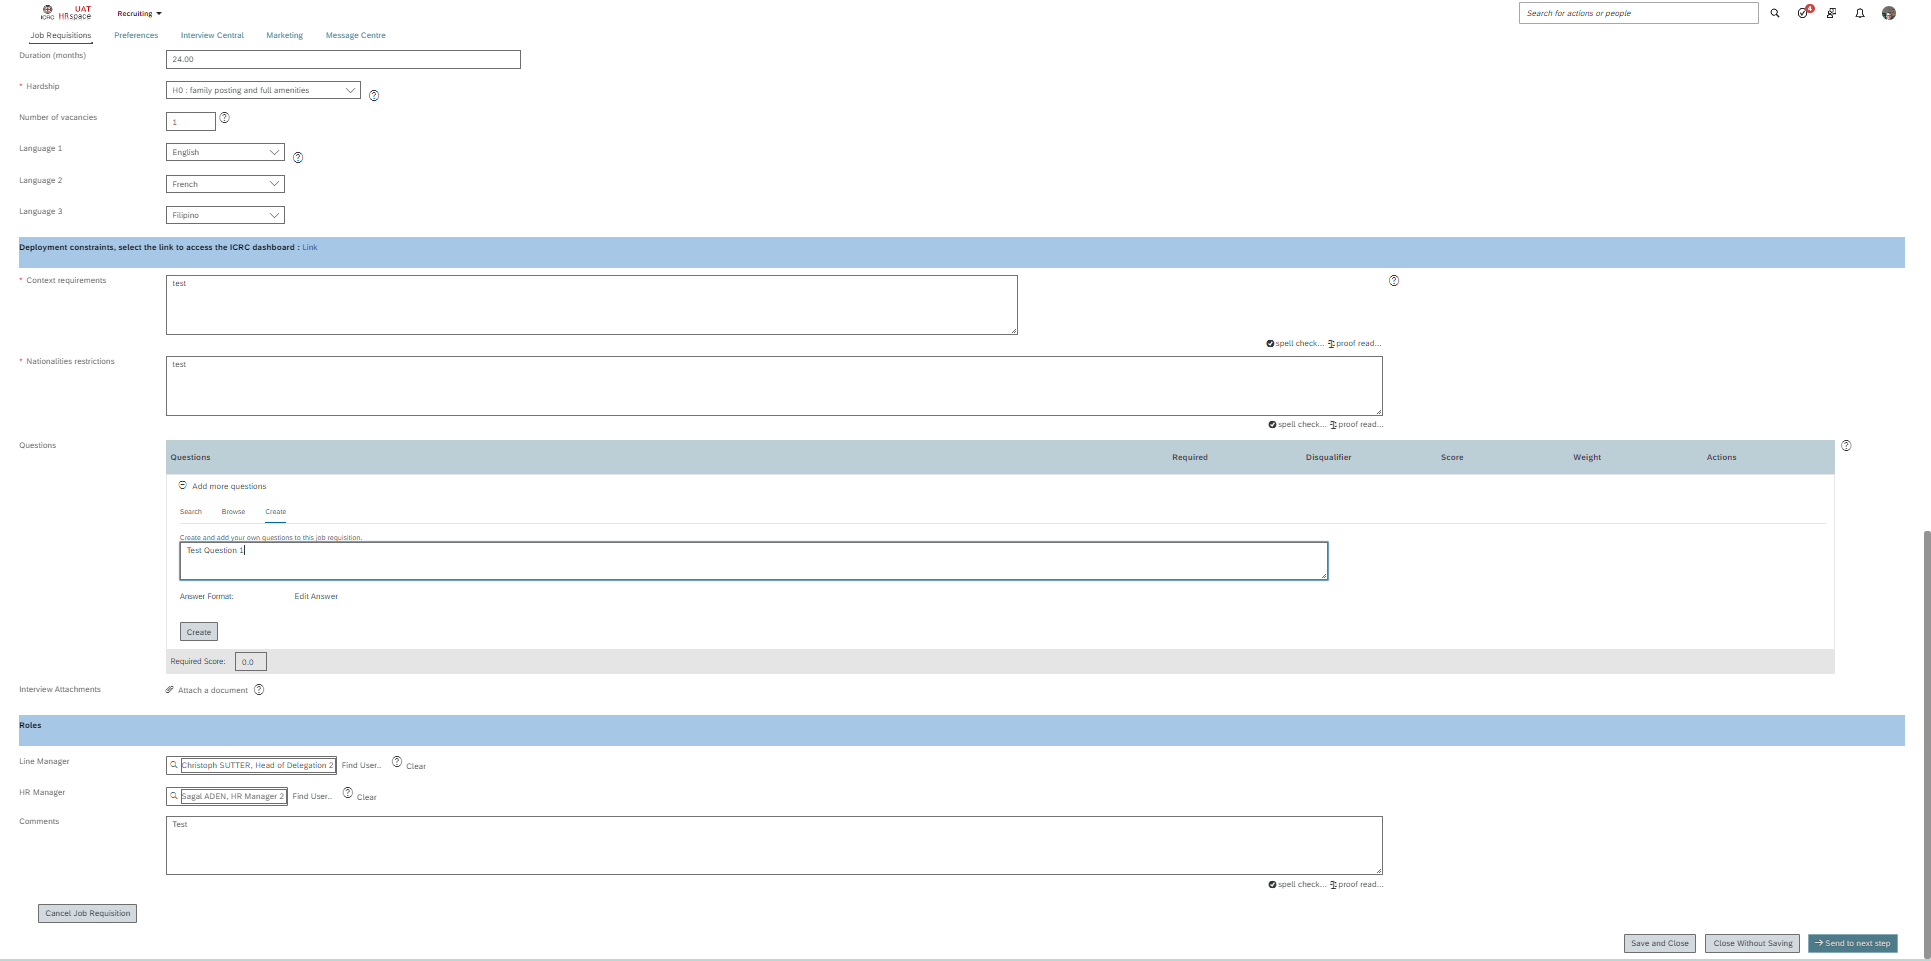 ICRC UAT HRspace
Recruiting
Search for actions or people
4
Job Requisitions Preferences Interview Central Marketing Message Centre
Duration (months) 24.00
* Hardship H0 : family posting and full amenities
Number of vacancies 1
Language 1 English
Language 2 French
Language 3 Filipino
Deployment constraints, select the link to access the ICRC dashboard : Link
* Context requirements test
spell check... proof read...
* Nationalities restrictions test
spell check... proof read...
Questions
Questions Required Disqualifier Score Weight Actions
Add more questions
Search Browse Create
Create and add your own questions to this job requisition.
Test Question 1
Answer Format: Edit Answer
Create
Required Score: 0.0
Interview Attachments Attach a document
Roles
Line Manager Christoph SUTTER, Head of Delegation 2 Find User... Clear
HR Manager Sagal ADEN, HR Manager 2 Find User... Clear
Comments Test
spell check... proof read...
Cancel Job Requisition
Save and Close Close Without Saving Send to next step